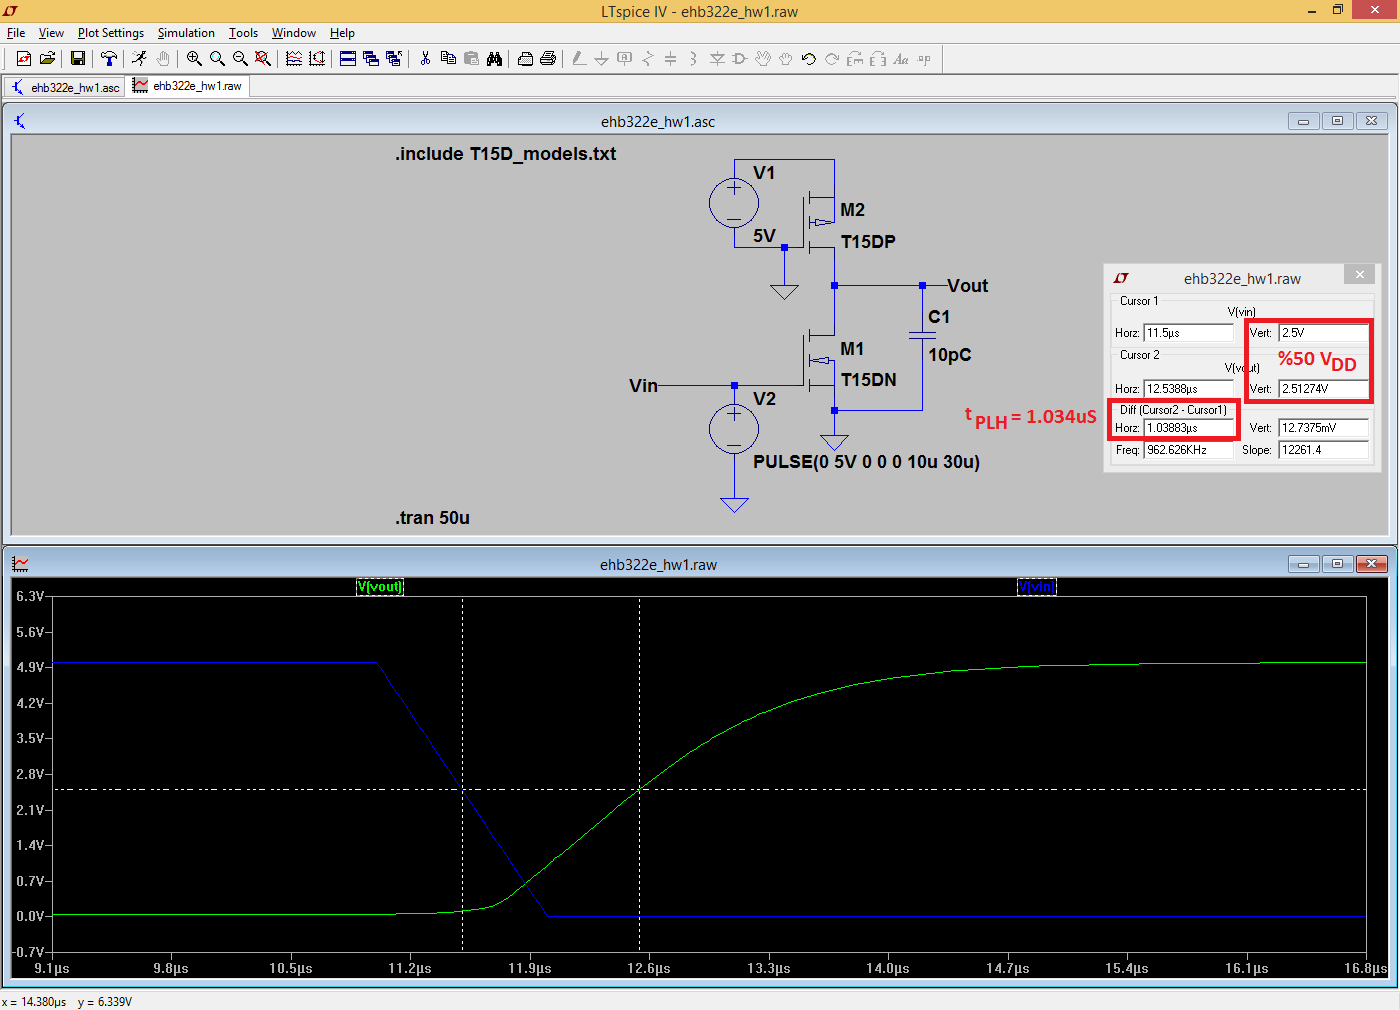 LTspice IV - ehb322e_hw1.raw
File View Plot Settings Simulation Tools Window Help
ehb322e_hw1.asc ehb322e_hw1.raw
ehb322e_hw1.asc
.include T15D_models.txt
V1
5V
M2
T15DP
Vout
C1
10pC
M1
T15DN
Vin
V2
PULSE(0 5V 0 0 0 10u 30u)
.tran 50u
t PLH = 1.034uS
ehb322e_hw1.raw
Cursor 1
V(vin)
Horz: 11.5µs Vert: 2.5V
%50 VDD
Cursor 2
V(vout)
Horz: 12.5388µs Vert: 2.51274V
Diff (Cursor2 - Cursor1)
Horz: 1.03883µs Vert: 12.7375mV
Freq: 962.626KHz Slope: 12261.4
ehb322e_hw1.raw
V(vout) V(vin)
6.3V
5.6V
4.9V
4.2V
3.5V
2.8V
2.1V
1.4V
0.7V
0.0V
-0.7V
9.1µs 9.8µs 10.5µs 11.2µs 11.9µs 12.6µs 13.3µs 14.0µs 14.7µs 15.4µs 16.1µs 16.8µs
x = 14.380µs y = 6.339V